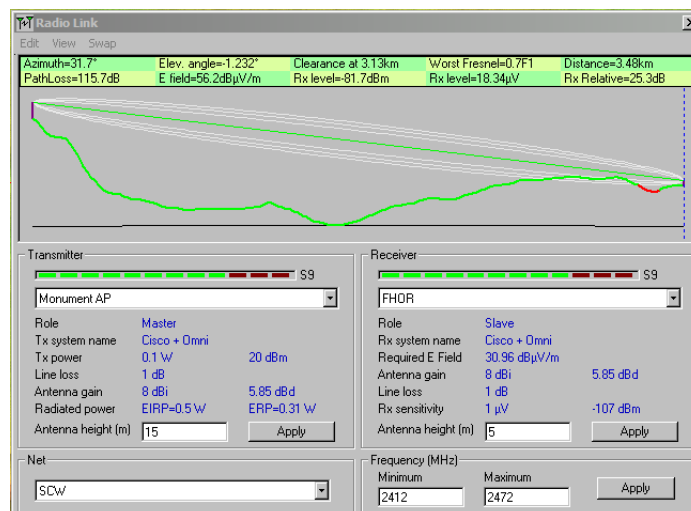 Radio Link
Edit View Swap
Azimuth=31.7° Elev. angle=-1.232° Clearance at 3.13km Worst Fresnel=0.7F1 Distance=3.48km
PathLoss=115.7dB E field=56.2dBµV/m Rx level=-81.7dBm Rx level=18.34µV Rx Relative=25.3dB
Transmitter
S9
Monument AP
Role Master
Tx system name Cisco + Omni
Tx power 0.1 W 20 dBm
Line loss 1 dB
Antenna gain 8 dBi 5.85 dBd
Radiated power EIRP=0.5 W ERP=0.31 W
Antenna height (m) 15 Apply
Receiver
S9
FHOR
Role Slave
Rx system name Cisco + Omni
Required E Field 30.96 dBµV/m
Antenna gain 8 dBi 5.85 dBd
Line loss 1 dB
Rx sensitivity 1 µV -107 dBm
Antenna height (m) 5 Apply
Net
SCW
Frequency (MHz)
Minimum Maximum
2412 2472 Apply